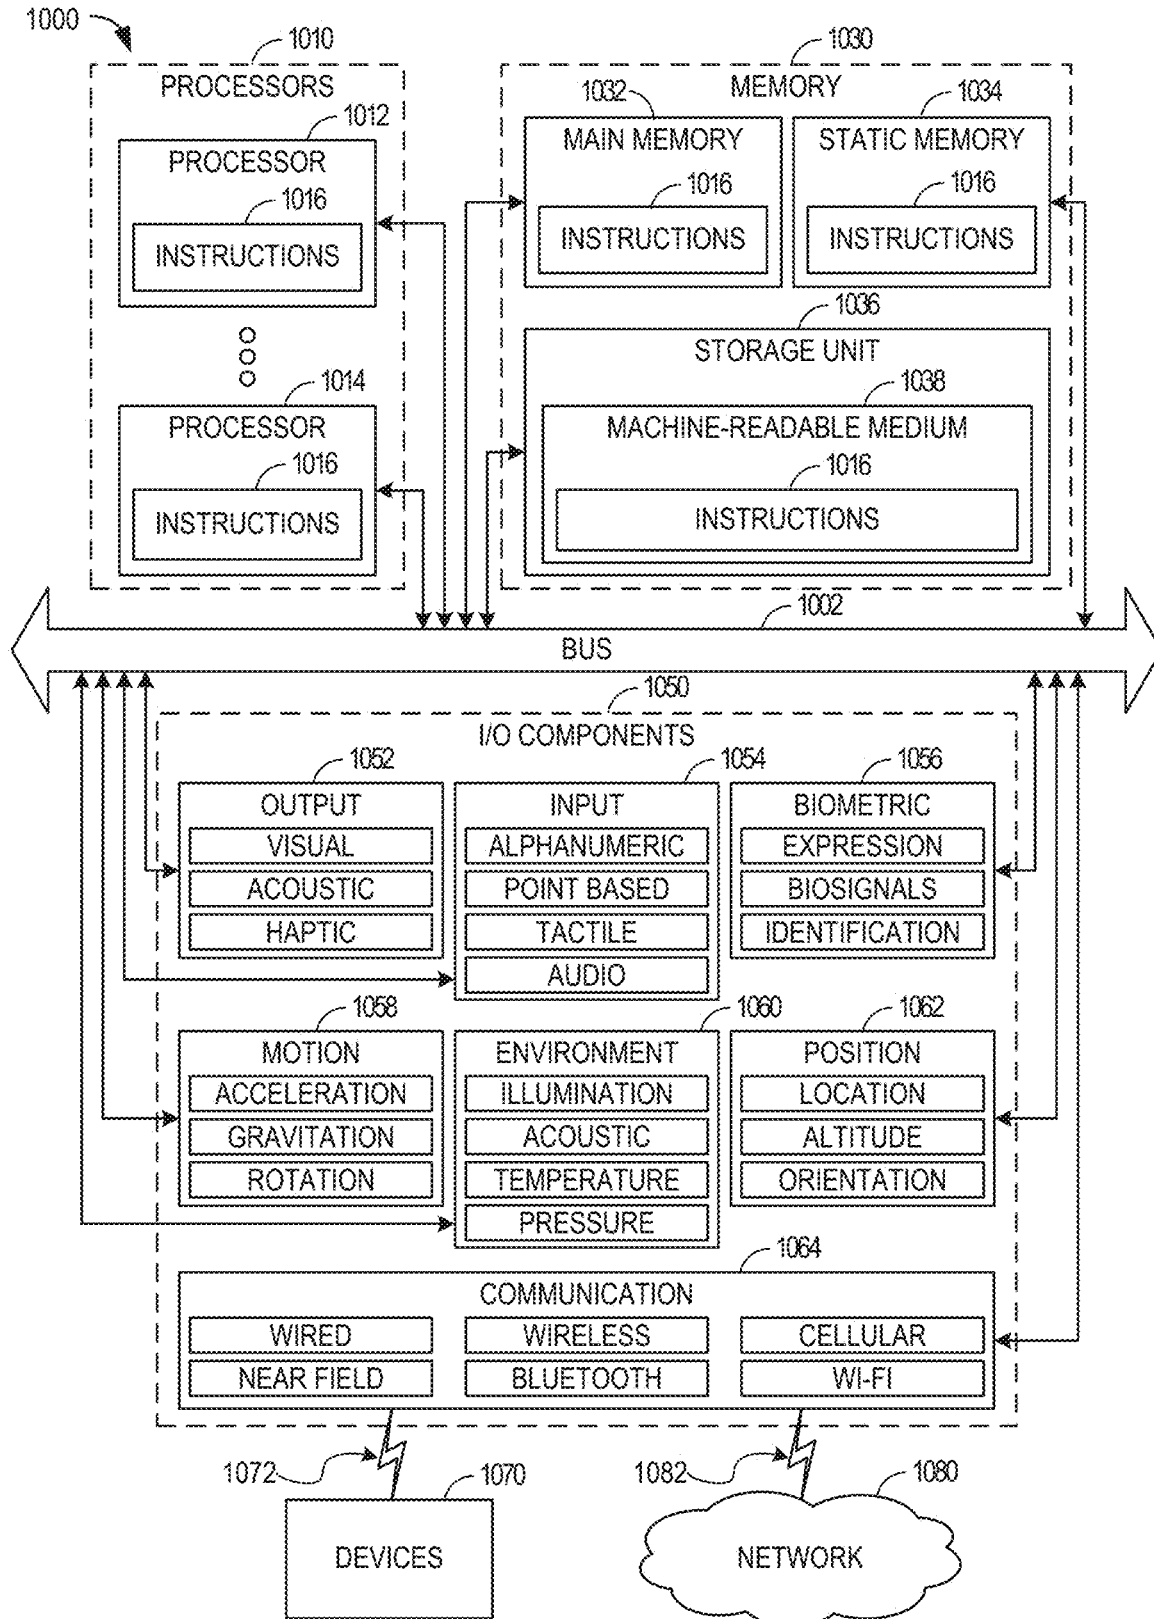 1000
1010
PROCESSORS
1012
PROCESSOR
1016
INSTRUCTIONS
1014
PROCESSOR
1016
INSTRUCTIONS
1030
MEMORY
1032
MAIN MEMORY
1016
INSTRUCTIONS
1034
STATIC MEMORY
1016
INSTRUCTIONS
1036
STORAGE UNIT
1038
MACHINE-READABLE MEDIUM
1016
INSTRUCTIONS
1002
BUS
1050
I/O COMPONENTS
1052
OUTPUT
VISUAL
ACOUSTIC
HAPTIC
1054
INPUT
ALPHANUMERIC
POINT BASED
TACTILE
AUDIO
1056
BIOMETRIC
EXPRESSION
BIOSIGNALS
IDENTIFICATION
1058
MOTION
ACCELERATION
GRAVITATION
ROTATION
1060
ENVIRONMENT
ILLUMINATION
ACOUSTIC
TEMPERATURE
PRESSURE
1062
POSITION
LOCATION
ALTITUDE
ORIENTATION
1064
COMMUNICATION
WIRED
WIRELESS
CELLULAR
NEAR FIELD
BLUETOOTH
WI-FI
1072
1070
DEVICES
1082
1080
NETWORK